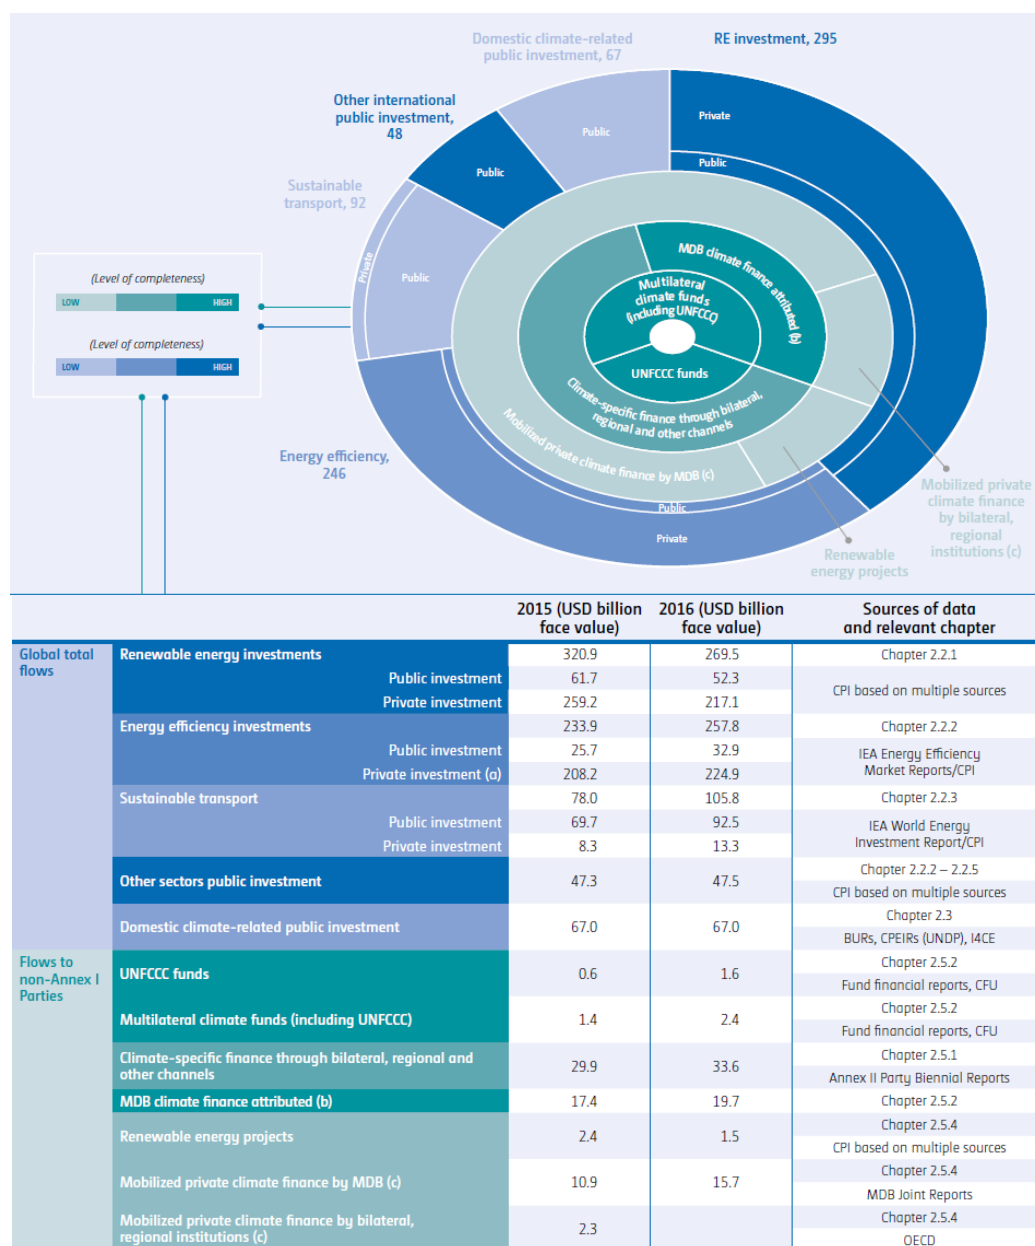 Domestic climate-related
public investment, 67
RE investment, 295
Other international
public investment,
48
Private
Public
Public
Public
Sustainable
transport, 92
Private
Public
MDB climate finance attributed (b)
Multilateral
climate funds
(including UNFCCC)
UNFCCC funds
Climate-specific finance through bilateral,
regional and other channels
Mobilized private climate finance by MDB (c)
(Level of completeness)
LOW HIGH
(Level of completeness)
LOW HIGH
Energy efficiency,
246
Public
Private
Mobilized private
climate finance
by bilateral,
regional
institutions (c)
Renewable
energy projects
2015 (USD billion
face value)
2016 (USD billion
face value)
Sources of data
and relevant chapter
Global total
flows
Renewable energy investments 320.9 269.5 Chapter 2.2.1
Public investment 61.7 52.3
CPI based on multiple sources
Private investment 259.2 217.1
Energy efficiency investments 233.9 257.8 Chapter 2.2.2
Public investment 25.7 32.9
IEA Energy Efficiency
Market Reports/CPI
Private investment (a) 208.2 224.9
Sustainable transport 78.0 105.8 Chapter 2.2.3
Public investment 69.7 92.5
IEA World Energy
Investment Report/CPI
Private investment 8.3 13.3
Other sectors public investment 47.3 47.5
Chapter 2.2.2 – 2.2.5
CPI based on multiple sources
Domestic climate-related public investment 67.0 67.0
Chapter 2.3
BURs, CPEIRs (UNDP), I4CE
Flows to
non-Annex I
Parties
UNFCCC funds 0.6 1.6
Chapter 2.5.2
Fund financial reports, CFU
Multilateral climate funds (including UNFCCC) 1.4 2.4
Chapter 2.5.2
Fund financial reports, CFU
Climate-specific finance through bilateral, regional and
other channels
29.9 33.6
Chapter 2.5.1
Annex II Party Biennial Reports
MDB climate finance attributed (b) 17.4 19.7 Chapter 2.5.2
Renewable energy projects 2.4 1.5
Chapter 2.5.4
CPI based on multiple sources
Mobilized private climate finance by MDB (c) 10.9 15.7
Chapter 2.5.4
MDB Joint Reports
Mobilized private climate finance by bilateral,
regional institutions (c)
2.3
Chapter 2.5.4
OECD